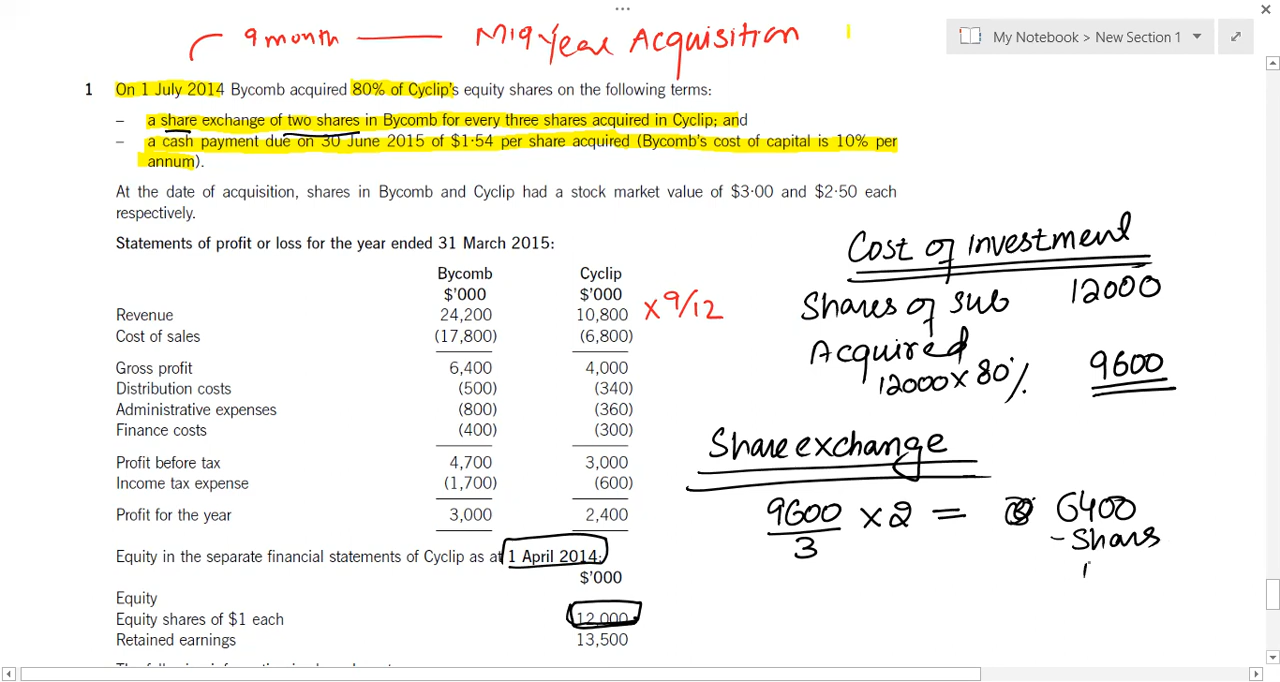 ...
My Notebook > New Section 1
9 month — Mid Year Acquisition
1 On 1 July 2014 Bycomb acquired 80% of Cyclip's equity shares on the following terms:
– a share exchange of two shares in Bycomb for every three shares acquired in Cyclip; and
– a cash payment due on 30 June 2015 of $1·54 per share acquired (Bycomb's cost of capital is 10% per
annum).
At the date of acquisition, shares in Bycomb and Cyclip had a stock market value of $3·00 and $2·50 each
respectively.
Statements of profit or loss for the year ended 31 March 2015:
Bycomb Cyclip
$'000 $'000
Revenue 24,200 10,800 x 9/12
Cost of sales (17,800) (6,800)
Gross profit 6,400 4,000
Distribution costs (500) (340)
Administrative expenses (800) (360)
Finance costs (400) (300)
Profit before tax 4,700 3,000
Income tax expense (1,700) (600)
Profit for the year 3,000 2,400
Equity in the separate financial statements of Cyclip as at 1 April 2014:
$'000
Equity
Equity shares of $1 each 12,000
Retained earnings 13,500
Cost of investment
Shares of sub 12000
Acquired
12000 x 80% 9600
Share exchange
9600/3 x 2 = 6400
- Shars